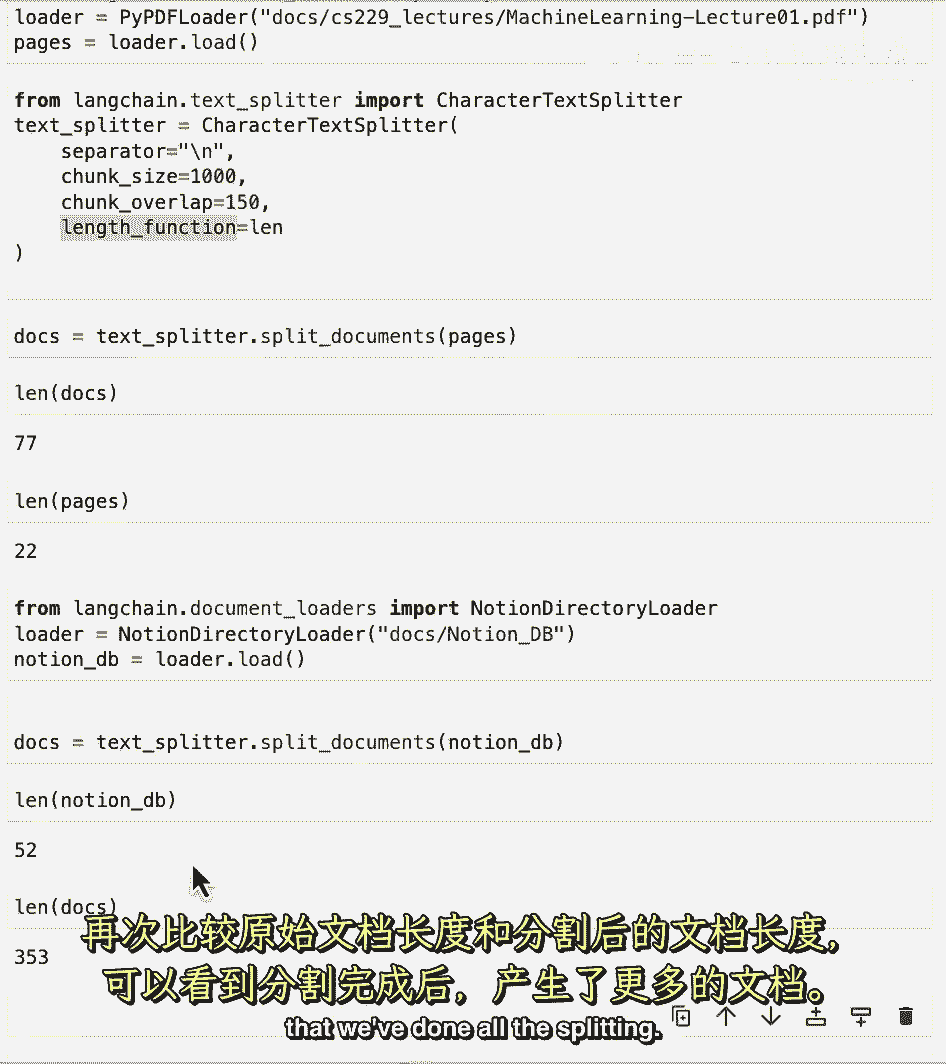 loader = PyPDFLoader("docs/cs229_lectures/MachineLearning-Lecture01.pdf")
pages = loader.load()
from langchain.text_splitter import CharacterTextSplitter
text_splitter = CharacterTextSplitter(
    separator="\n",
    chunk_size=1000,
    chunk_overlap=150,
    length_function=len
)
docs = text_splitter.split_documents(pages)
len(docs)
77
len(pages)
22
from langchain.document_loaders import NotionDirectoryLoader
loader = NotionDirectoryLoader("docs/Notion_DB")
notion_db = loader.load()
docs = text_splitter.split_documents(notion_db)
len(notion_db)
52
len(docs)
353
再次比较原始文档长度和分割后的文档长度,
可以看到分割完成后，产生了更多的文档。
that we've done all the splitting.